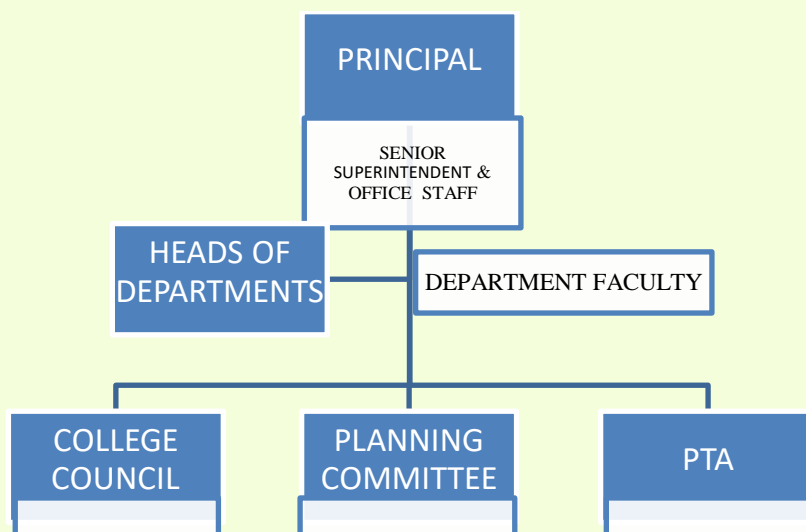 PRINCIPAL
SENIOR
SUPERINTENDENT &
OFFICE STAFF
HEADS OF
DEPARTMENTS
DEPARTMENT FACULTY
COLLEGE
COUNCIL
PLANNING
COMMITTEE
PTA